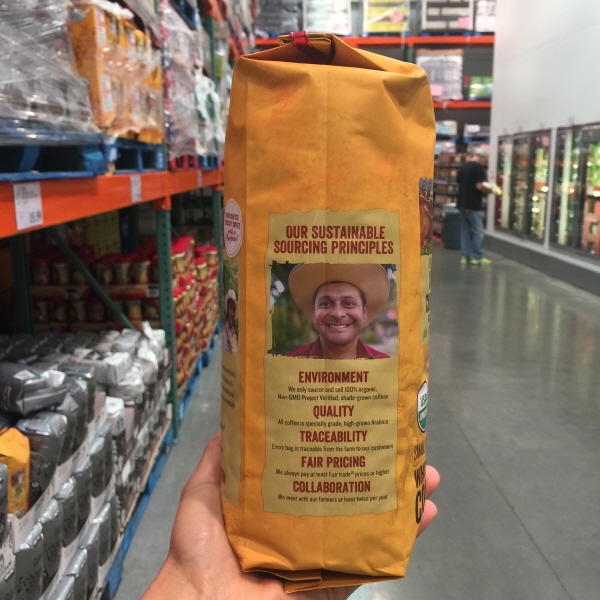 OUR SUSTAINABLE
SOURCING PRINCIPLES
ENVIRONMENT
We only source and sell 100% organic,
Non-GMO Project Verified, shade-grown coffees
QUALITY
All coffee is specialty grade, high-grown Arabica
TRACEABILITY
Every bag is traceable from the farm to our customers
FAIR PRICING
We always pay at least Fairtrade® prices or higher
COLLABORATION
We meet with our farmers at least twice per year
USDA